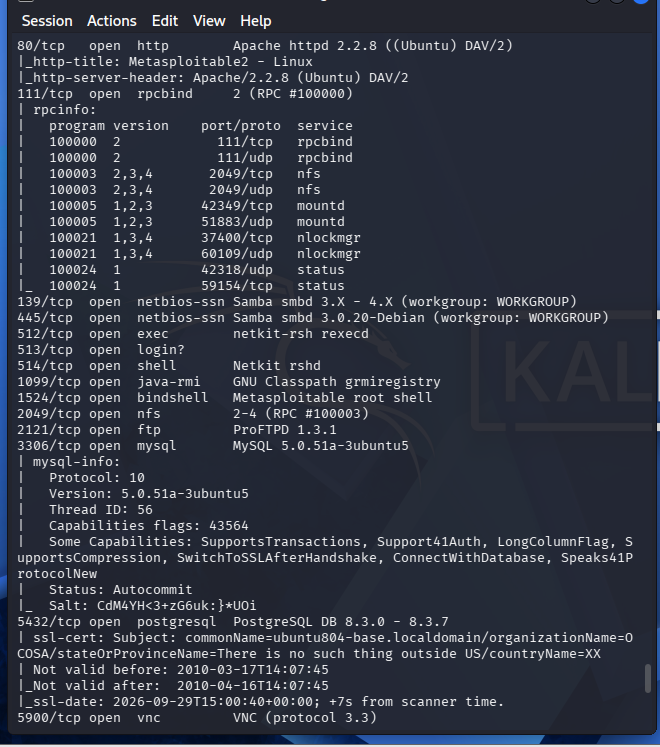 Session Actions Edit View Help
80/tcp   open  http        Apache httpd 2.2.8 ((Ubuntu) DAV/2)
|_http-title: Metasploitable2 - Linux
|_http-server-header: Apache/2.2.8 (Ubuntu) DAV/2
111/tcp  open  rpcbind     2 (RPC #100000)
| rpcinfo:
|   program version    port/proto  service
|   100000  2            111/tcp   rpcbind
|   100000  2            111/udp   rpcbind
|   100003  2,3,4       2049/tcp   nfs
|   100003  2,3,4       2049/udp   nfs
|   100005  1,2,3      42349/tcp   mountd
|   100005  1,2,3      51883/udp   mountd
|   100021  1,3,4      37400/tcp   nlockmgr
|   100021  1,3,4      60109/udp   nlockmgr
|   100024  1          42318/udp   status
|_  100024  1          59154/tcp   status
139/tcp  open  netbios-ssn Samba smbd 3.X - 4.X (workgroup: WORKGROUP)
445/tcp  open  netbios-ssn Samba smbd 3.0.20-Debian (workgroup: WORKGROUP)
512/tcp  open  exec        netkit-rsh rexecd
513/tcp  open  login?
514/tcp  open  shell       Netkit rshd
1099/tcp open  java-rmi    GNU Classpath grmiregistry
1524/tcp open  bindshell   Metasploitable root shell
2049/tcp open  nfs         2-4 (RPC #100003)
2121/tcp open  ftp         ProFTPD 1.3.1
3306/tcp open  mysql       MySQL 5.0.51a-3ubuntu5
| mysql-info:
|   Protocol: 10
|   Version: 5.0.51a-3ubuntu5
|   Thread ID: 56
|   Capabilities flags: 43564
|   Some Capabilities: SupportsTransactions, Support41Auth, LongColumnFlag, S
upportsCompression, SwitchToSSLAfterHandshake, ConnectWithDatabase, Speaks41P
rotocolNew
|   Status: Autocommit
|_  Salt: CdM4YH<3+zG6uk:}*UOi
5432/tcp open  postgresql  PostgreSQL DB 8.3.0 - 8.3.7
| ssl-cert: Subject: commonName=ubuntu804-base.localdomain/organizationName=O
COSA/stateOrProvinceName=There is no such thing outside US/countryName=XX
| Not valid before: 2010-03-17T14:07:45
|_Not valid after:  2010-04-16T14:07:45
|_ssl-date: 2026-09-29T15:00:40+00:00; +7s from scanner time.
5900/tcp open  vnc         VNC (protocol 3.3)
KAL